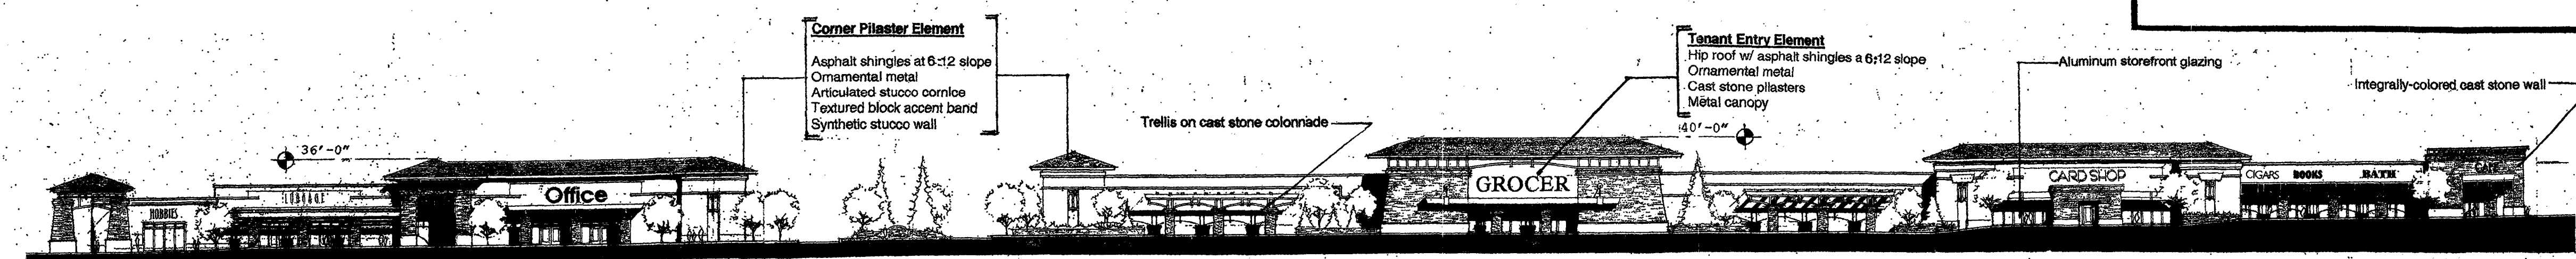 Corner Pilaster Element
Asphalt shingles at 6:12 slope
Ornamental metal
Articulated stucco cornice
Textured block accent band
Synthetic stucco wall
Tenant Entry Element
Hip roof w/ asphalt shingles a 6:12 slope
Ornamental metal
Cast stone pilasters
Metal canopy
Aluminum storefront glazing
Integrally-colored cast stone wall
Trellis on cast stone colonnade
40'-0"
36'-0"
HOBBIES
Office
GROCER
CARD SHOP
CIGARS
BOOKS
BATH
CAFE